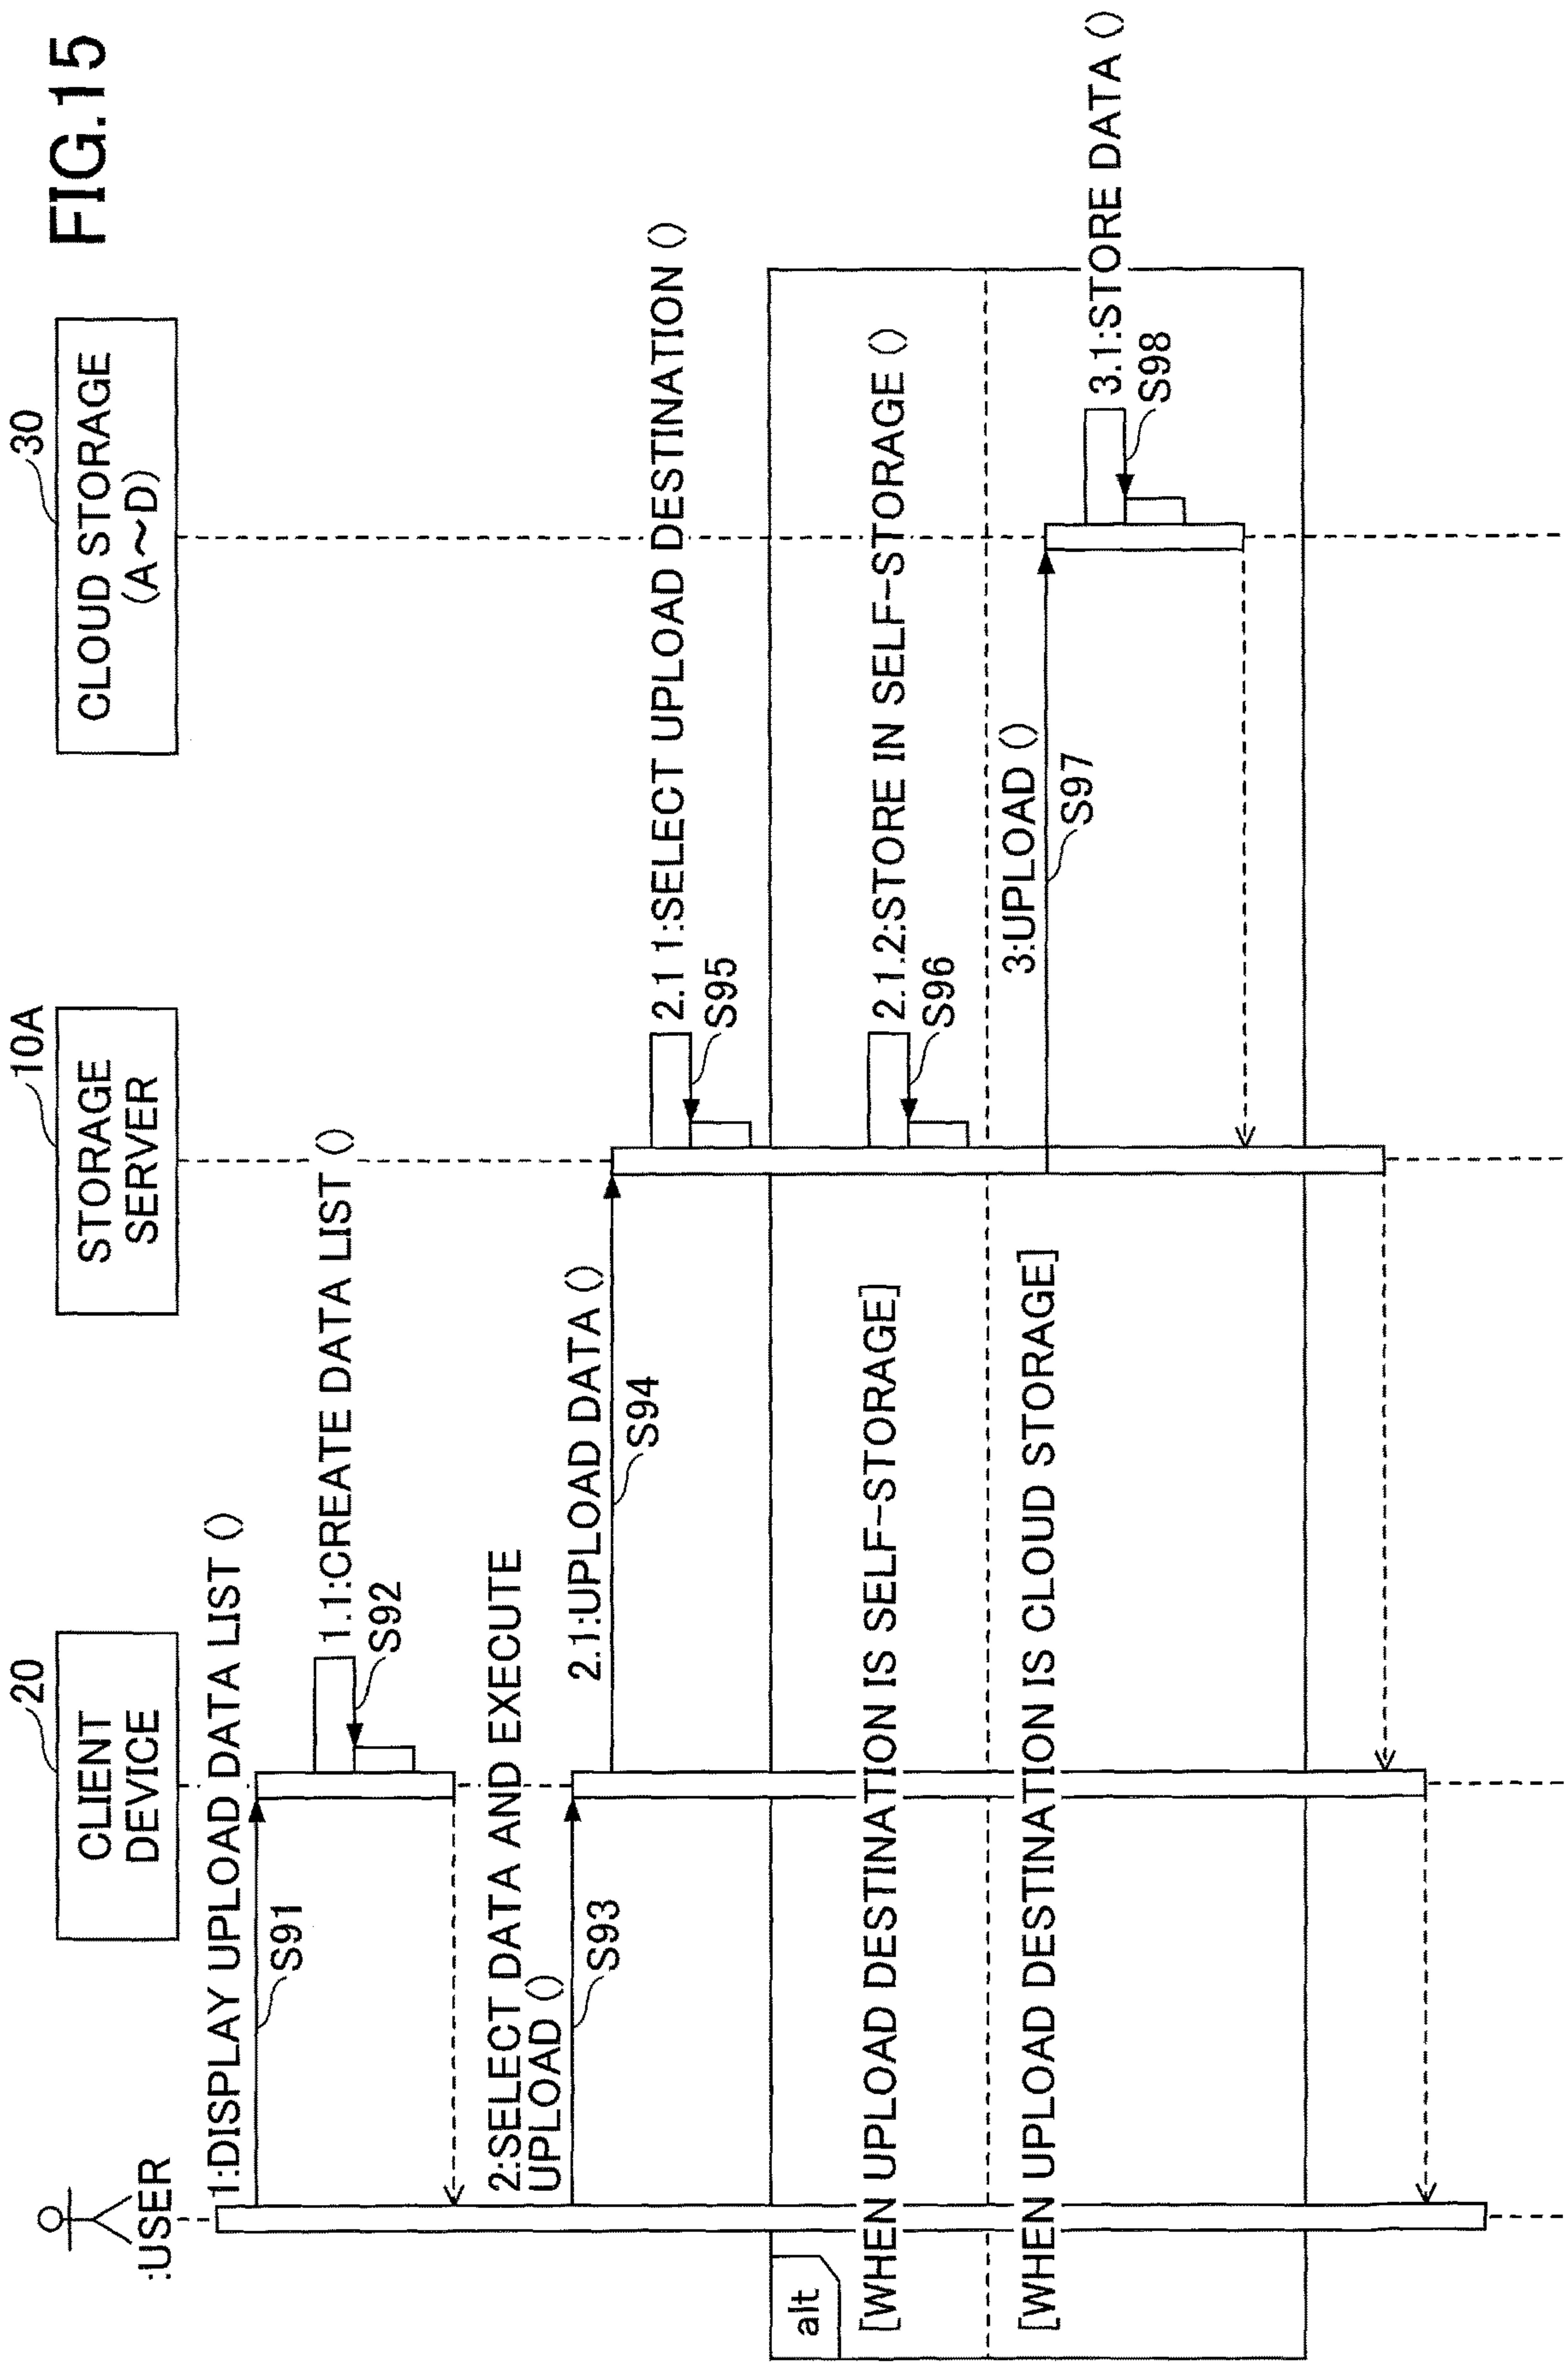 FIG.15
:USER
20
CLIENT
DEVICE
10A
STORAGE
SERVER
30
CLOUD STORAGE
(A~D)
1:DISPLAY UPLOAD DATA LIST ()
S91
1.1:CREATE DATA LIST ()
S92
2:SELECT DATA AND EXECUTE
UPLOAD ()
S93
2.1:UPLOAD DATA ()
S94
2.1 1:SELECT UPLOAD DESTINATION ()
S95
alt
[WHEN UPLOAD DESTINATION IS SELF-STORAGE]
2.1.2:STORE IN SELF-STORAGE ()
S96
[WHEN UPLOAD DESTINATION IS CLOUD STORAGE]
3:UPLOAD ()
S97
3.1:STORE DATA ()
S98